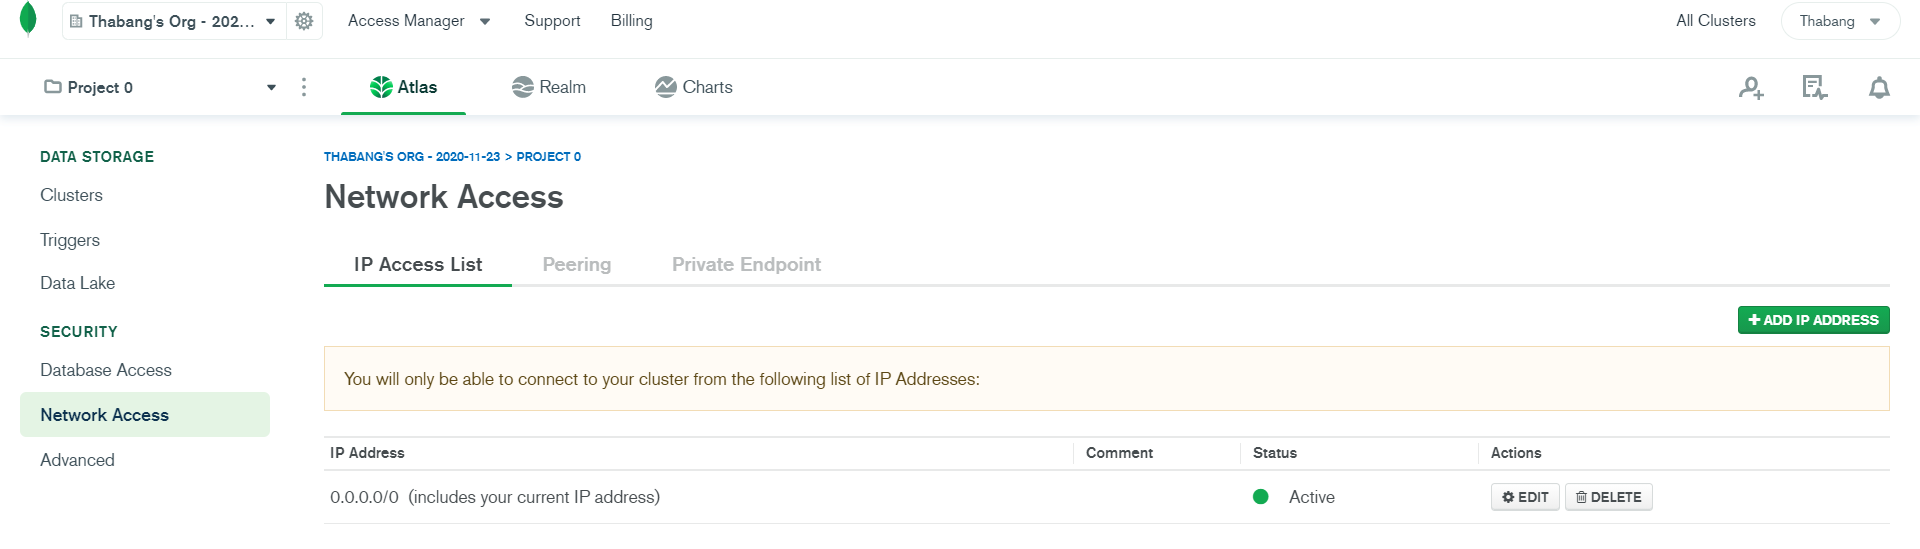 Thabang's Org - 202...
Access Manager
Support
Billing
All Clusters
Thabang
Project 0
Atlas
Realm
Charts
DATA STORAGE
Clusters
Triggers
Data Lake
SECURITY
Database Access
Network Access
Advanced
THABANG'S ORG - 2020-11-23 > PROJECT 0
Network Access
IP Access List
Peering
Private Endpoint
ADD IP ADDRESS
You will only be able to connect to your cluster from the following list of IP Addresses:
IP Address Comment Status Actions
0.0.0.0/0 (includes your current IP address) Active EDIT DELETE